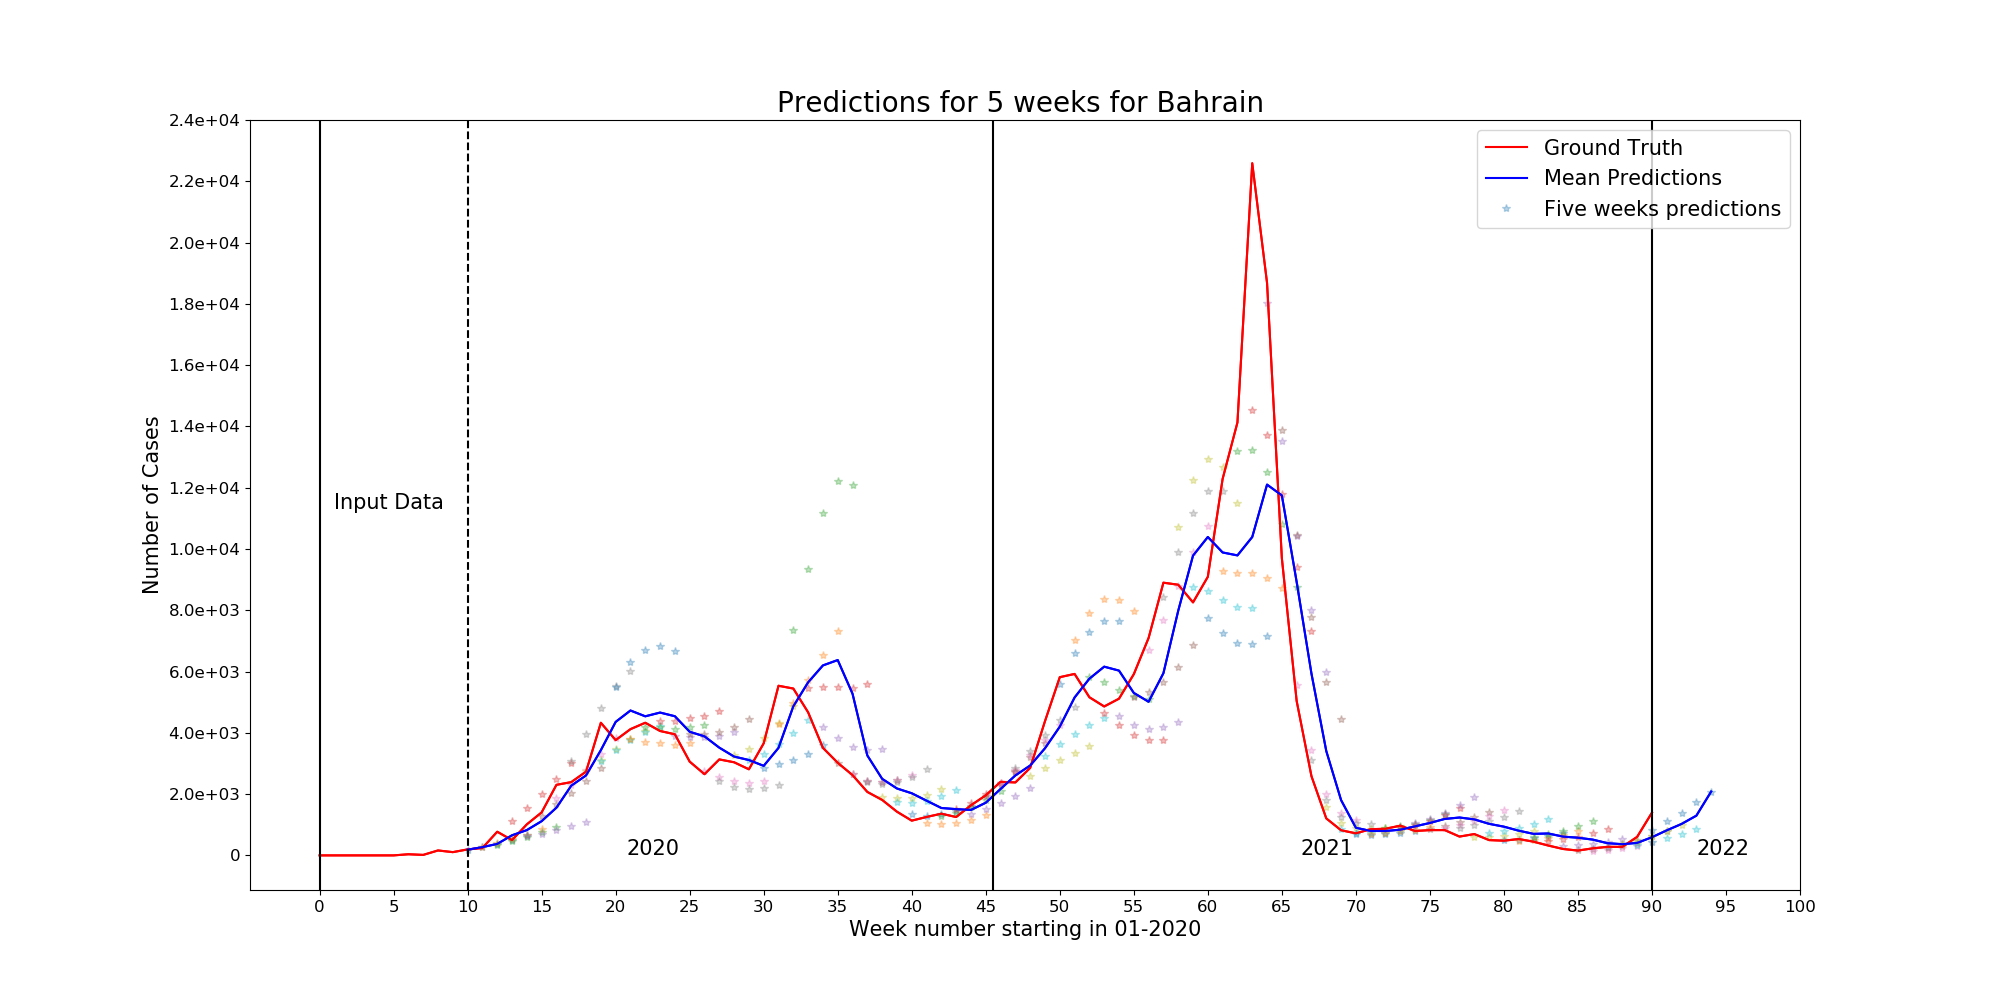 Predictions for 5 weeks for Bahrain
2.4e+04
2.2e+04
2.0e+04
1.8e+04
1.6e+04
1.4e+04
1.2e+04
1.0e+04
8.0e+03
6.0e+03
4.0e+03
2.0e+03
0
Number of Cases
Ground Truth
Mean Predictions
Five weeks predictions
Input Data
2020
2021
2022
0 5 10 15 20 25 30 35 40 45 50 55 60 65 70 75 80 85 90 95 100
Week number starting in 01-2020